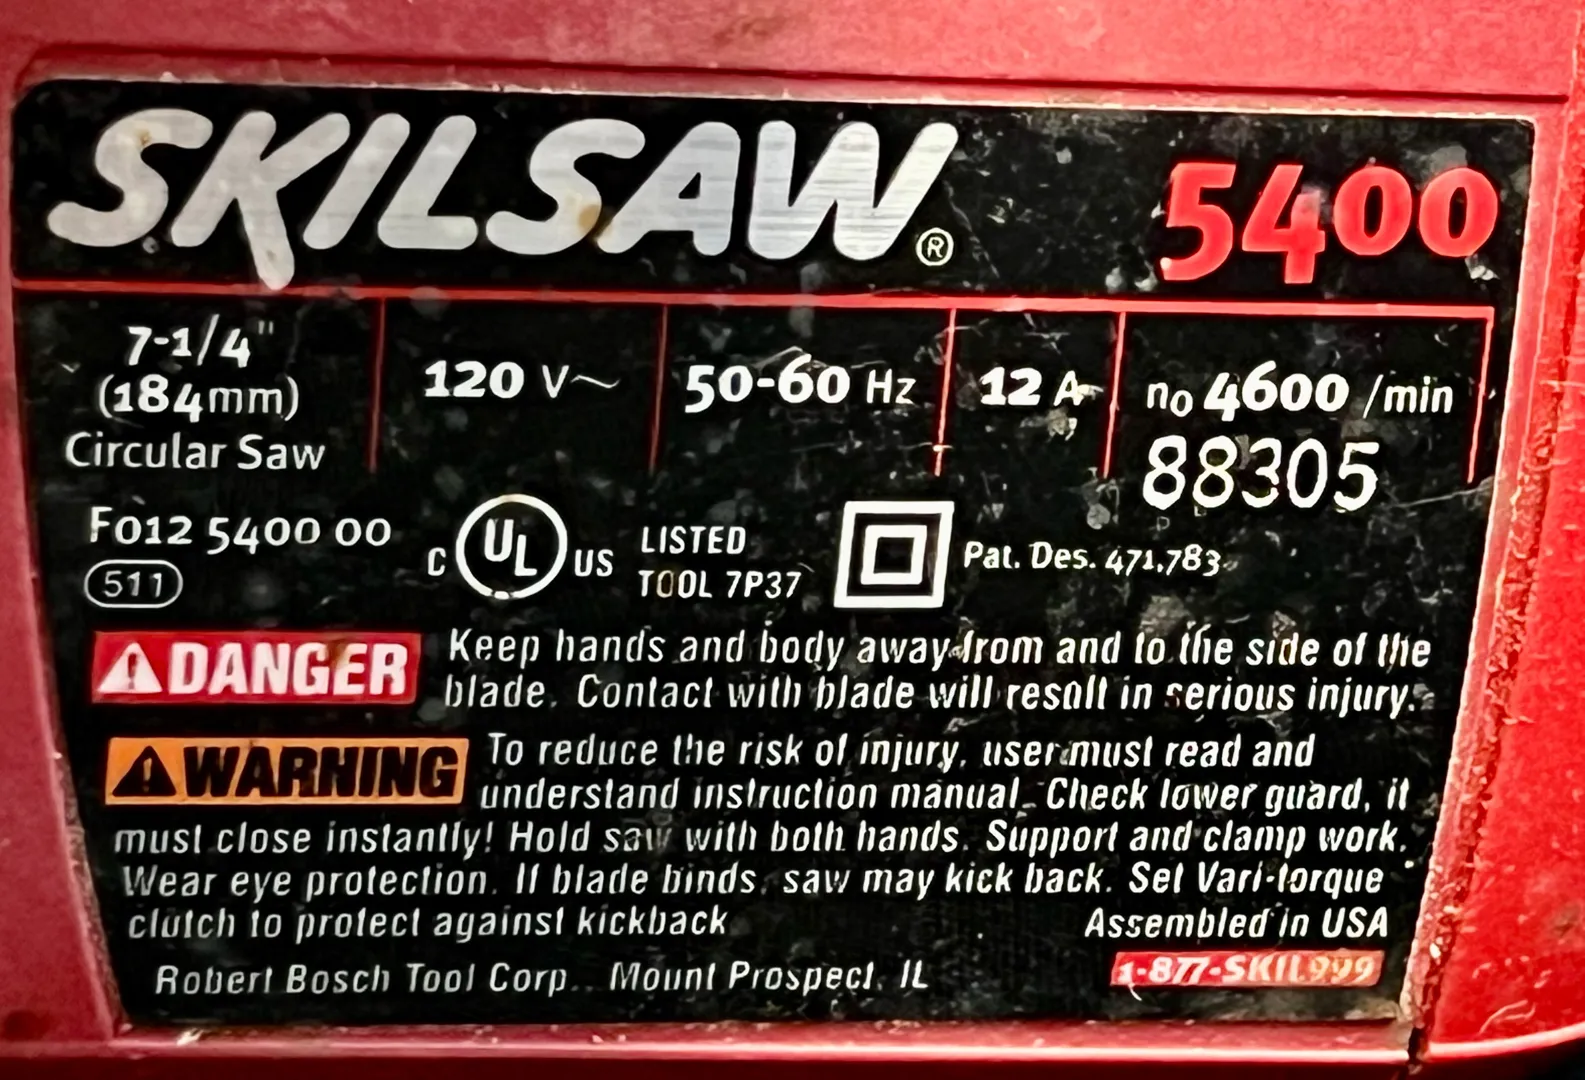 SKILSAW®
5400
7-1/4"
(184mm)
Circular Saw
120 V~
50-60 Hz
12 A
no 4600 /min
88305
F012 5400 00
511
C UL US
LISTED
TOOL 7P37
Pat. Des. 471,783
DANGER
Keep hands and body away from and to the side of the
blade. Contact with blade will result in serious injury.
WARNING
To reduce the risk of injury, user must read and
understand instruction manual. Check lower guard, it
must close instantly! Hold saw with both hands. Support and clamp work.
Wear eye protection. If blade binds, saw may kick back. Set Vari-torque
clutch to protect against kickback
Assembled in USA
Robert Bosch Tool Corp. Mount Prospect, IL
1-877-SKIL999